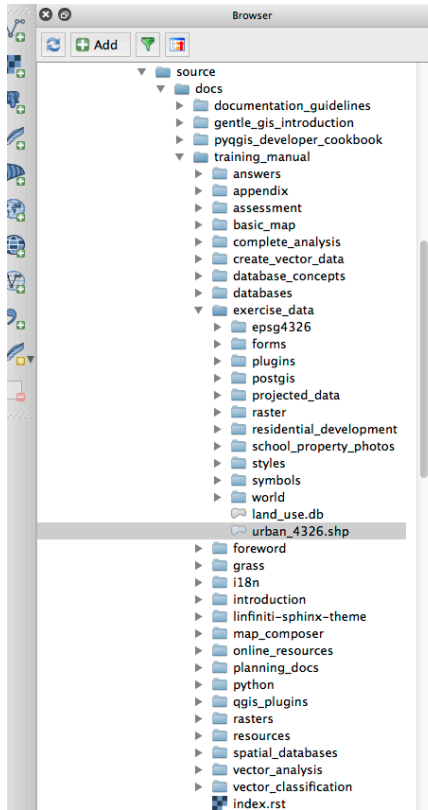 Browser
Add
source
docs
documentation_guidelines
gentle_gis_introduction
pyqgis_developer_cookbook
training_manual
answers
appendix
assessment
basic_map
complete_analysis
create_vector_data
database_concepts
databases
exercise_data
epsg4326
forms
plugins
postgis
projected_data
raster
residential_development
school_property_photos
styles
symbols
world
land_use.db
urban_4326.shp
foreword
grass
i18n
introduction
linfiniti-sphinx-theme
map_composer
online_resources
planning_docs
python
qgis_plugins
rasters
resources
spatial_databases
vector_analysis
vector_classification
index.rst